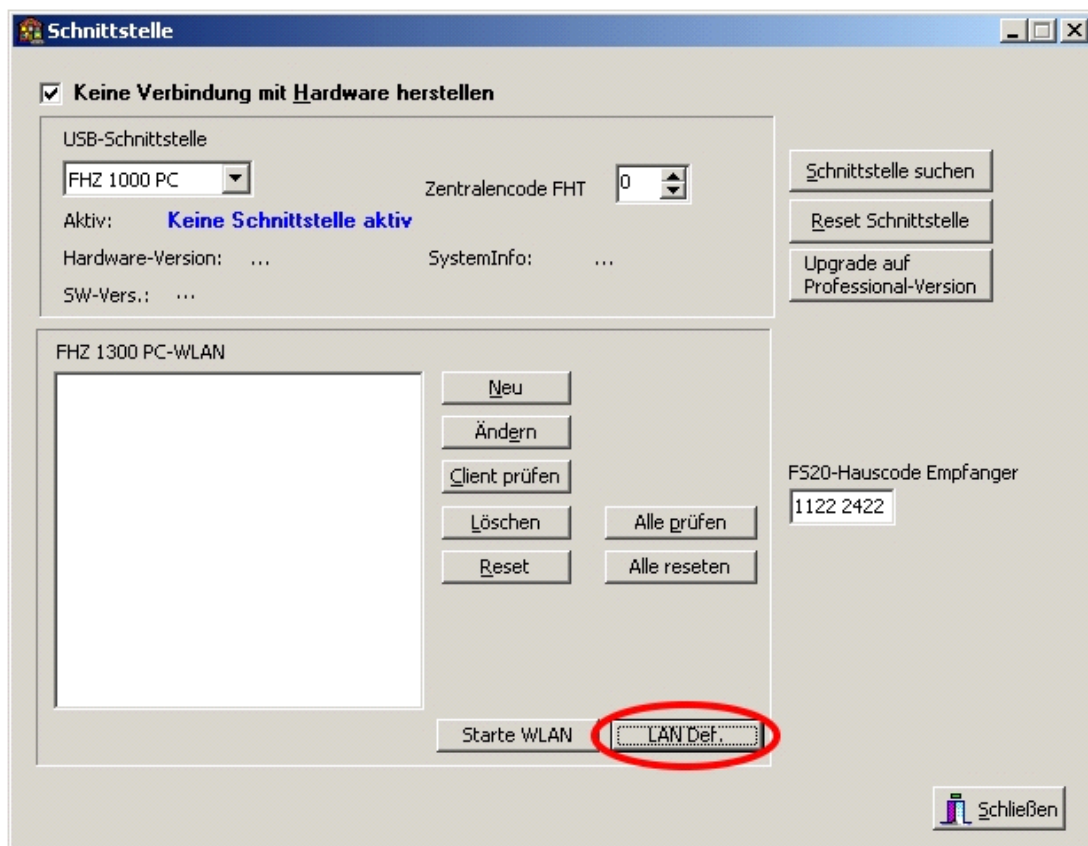 Schnittstelle
Keine Verbindung mit Hardware herstellen
USB-Schnittstelle
FHZ 1000 PC
Zentralencode FHT 0
Aktiv: Keine Schnittstelle aktiv
Hardware-Version: ...
SystemInfo: ...
SW-Vers.: ...
Schnittstelle suchen
Reset Schnittstelle
Upgrade auf
Professional-Version
FHZ 1300 PC-WLAN
Neu
Ändern
Client prüfen
Löschen
Alle prüfen
Reset
Alle reseten
FS20-Hauscode Empfanger
1122 2422
Starte WLAN
LAN Def.
Schließen